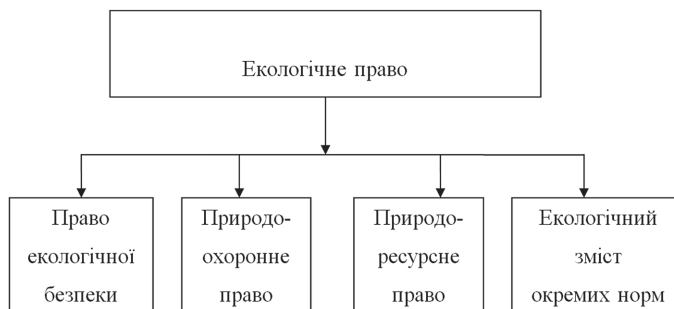 Екологічне право
Право
екологічної
безпеки
Природо-
охоронне
право
Природо-
ресурсне
право
Екологічний
зміст
окремих норм